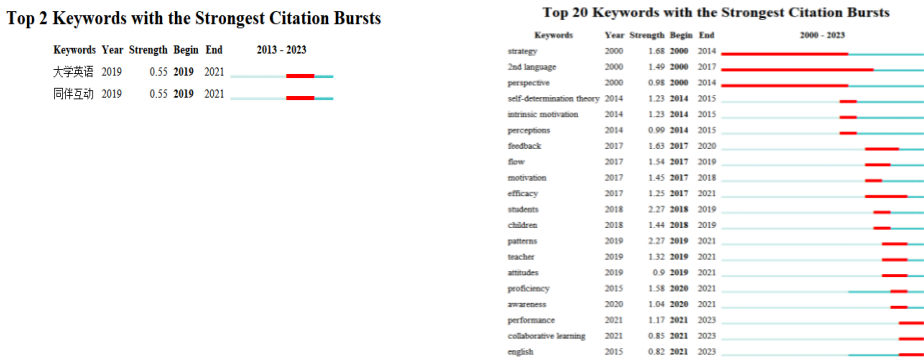 Top 2 Keywords with the Strongest Citation Bursts
Keywords Year Strength Begin End 2013 - 2023
大学英语 2019 0.55 2019 2021
同伴互动 2019 0.55 2019 2021
Top 20 Keywords with the Strongest Citation Bursts
Keywords Year Strength Begin End 2000 - 2023
strategy 2000 1.68 2000 2014
2nd language 2000 1.49 2000 2017
perspective 2000 0.98 2000 2014
self-determination theory 2014 1.23 2014 2015
intrinsic motivation 2014 1.23 2014 2015
perceptions 2014 0.99 2014 2015
feedback 2017 1.63 2017 2020
flow 2017 1.54 2017 2019
motivation 2017 1.45 2017 2018
efficacy 2017 1.25 2017 2021
students 2018 2.27 2018 2019
children 2018 1.44 2018 2019
patterns 2019 2.27 2019 2021
teacher 2019 1.32 2019 2021
attitudes 2019 0.9 2019 2021
proficiency 2015 1.58 2020 2021
awareness 2020 1.04 2020 2021
performance 2021 1.17 2021 2023
collaborative learning 2021 0.85 2021 2023
english 2015 0.82 2021 2023